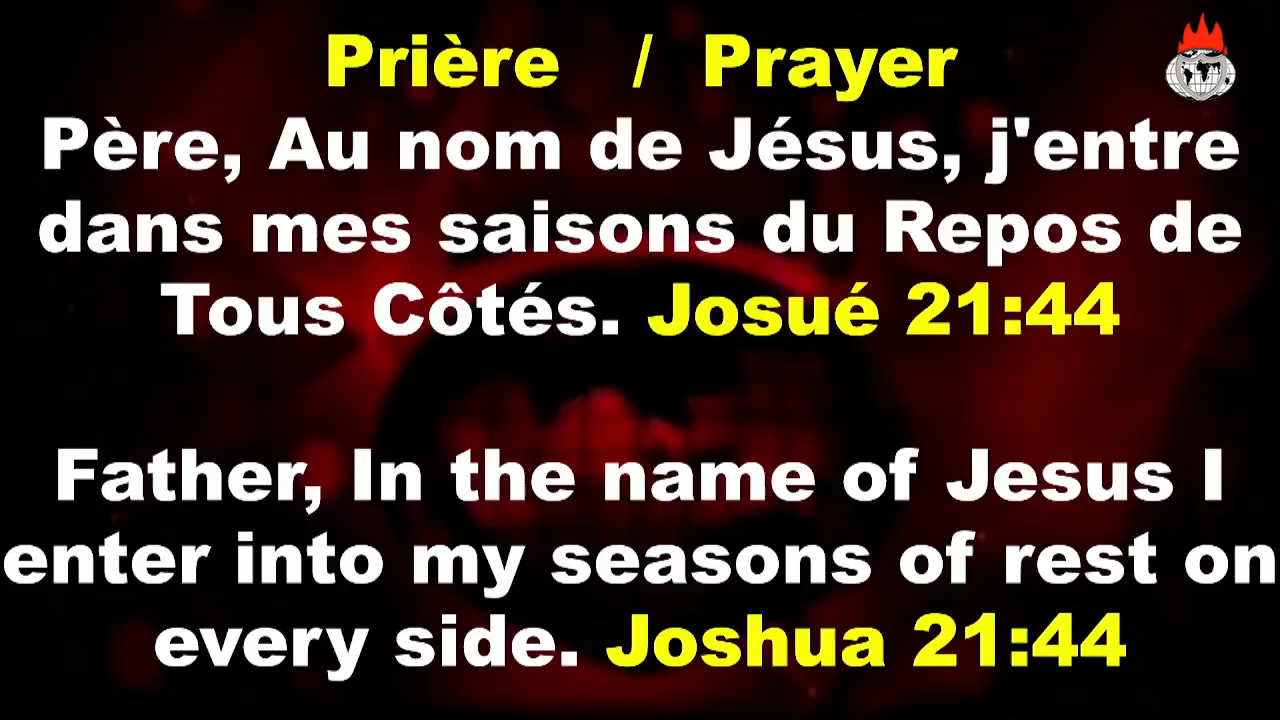 Prière / Prayer
Père, Au nom de Jésus, j'entre
dans mes saisons du Repos de
Tous Côtés. Josué 21:44
Father, In the name of Jesus I
enter into my seasons of rest on
every side. Joshua 21:44